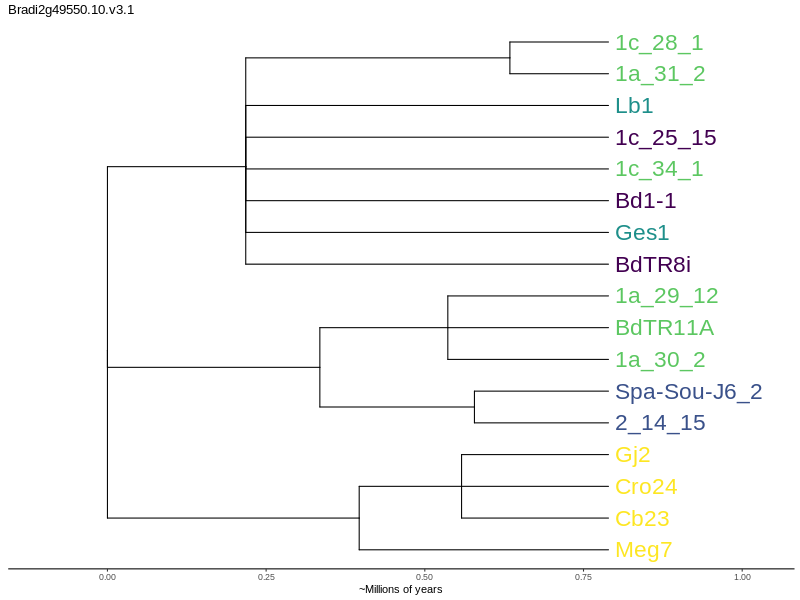 Bradi2g49550.10.v3.1
1c_28_1
1a_31_2
Lb1
1c_25_15
1c_34_1
Bd1-1
Ges1
BdTR8i
1a_29_12
BdTR11A
1a_30_2
Spa-Sou-J6_2
2_14_15
Gj2
Cro24
Cb23
Meg7
0.00 0.25 0.50 0.75 1.00
~Millions of years